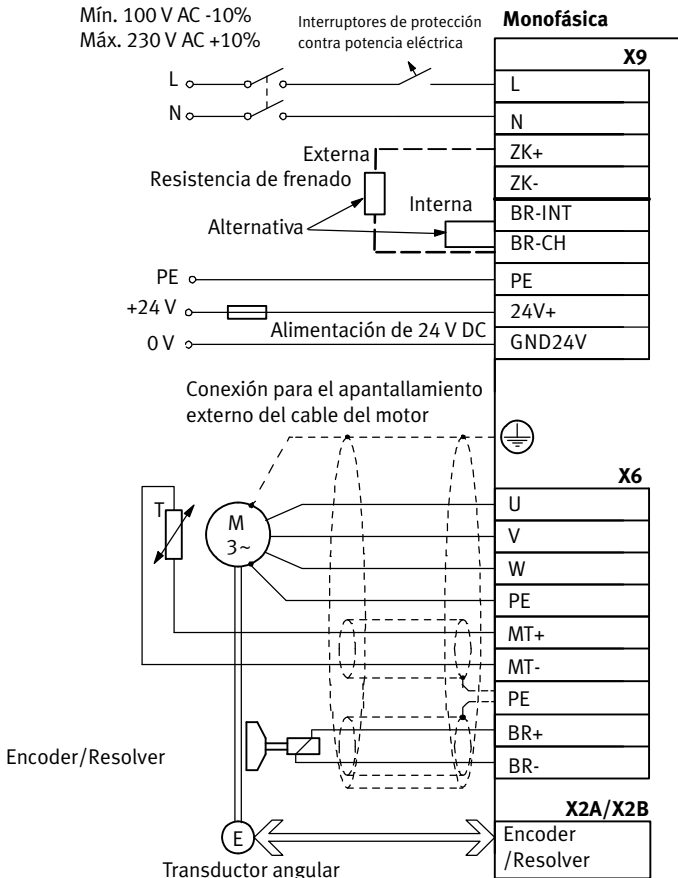 Mín. 100 V AC -10%
Máx. 230 V AC +10%
Interruptores de protección
contra potencia eléctrica
Monofásica
X9
L
L
N
N
Externa
ZK+
Resistencia de frenado
ZK-
Interna
BR-INT
Alternativa
BR-CH
PE
PE
+24 V
24V+
Alimentación de 24 V DC
0 V
GND24V
Conexión para el apantallamiento
externo del cable del motor
X6
T
M
3~
U
V
W
PE
MT+
MT-
PE
BR+
Encoder/Resolver
BR-
X2A/X2B
E
Encoder
/Resolver
Transductor angular